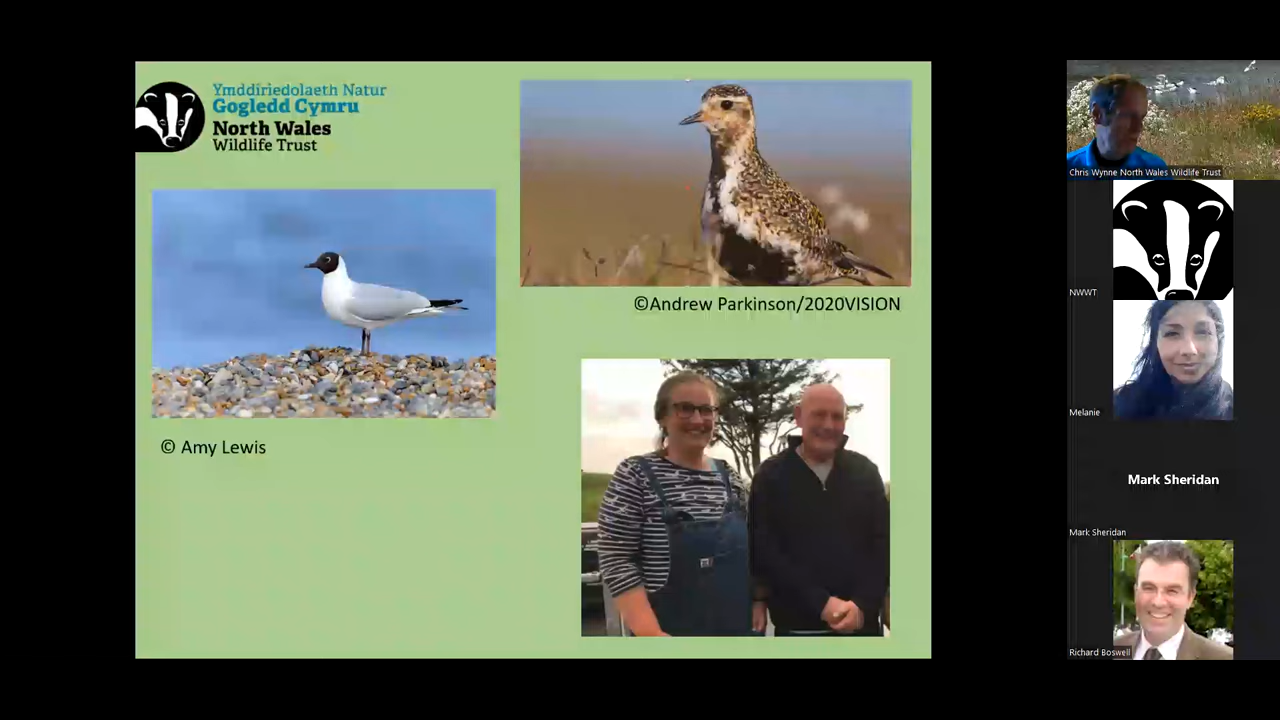 Ymddiriedolaeth Natur
Gogledd Cymru
North Wales
Wildlife Trust
©Andrew Parkinson/2020VISION
© Amy Lewis
Chris Wynne North Wales Wildlife Trust
NWWT
Melanie
Mark Sheridan
Mark Sheridan
Richard Boswell